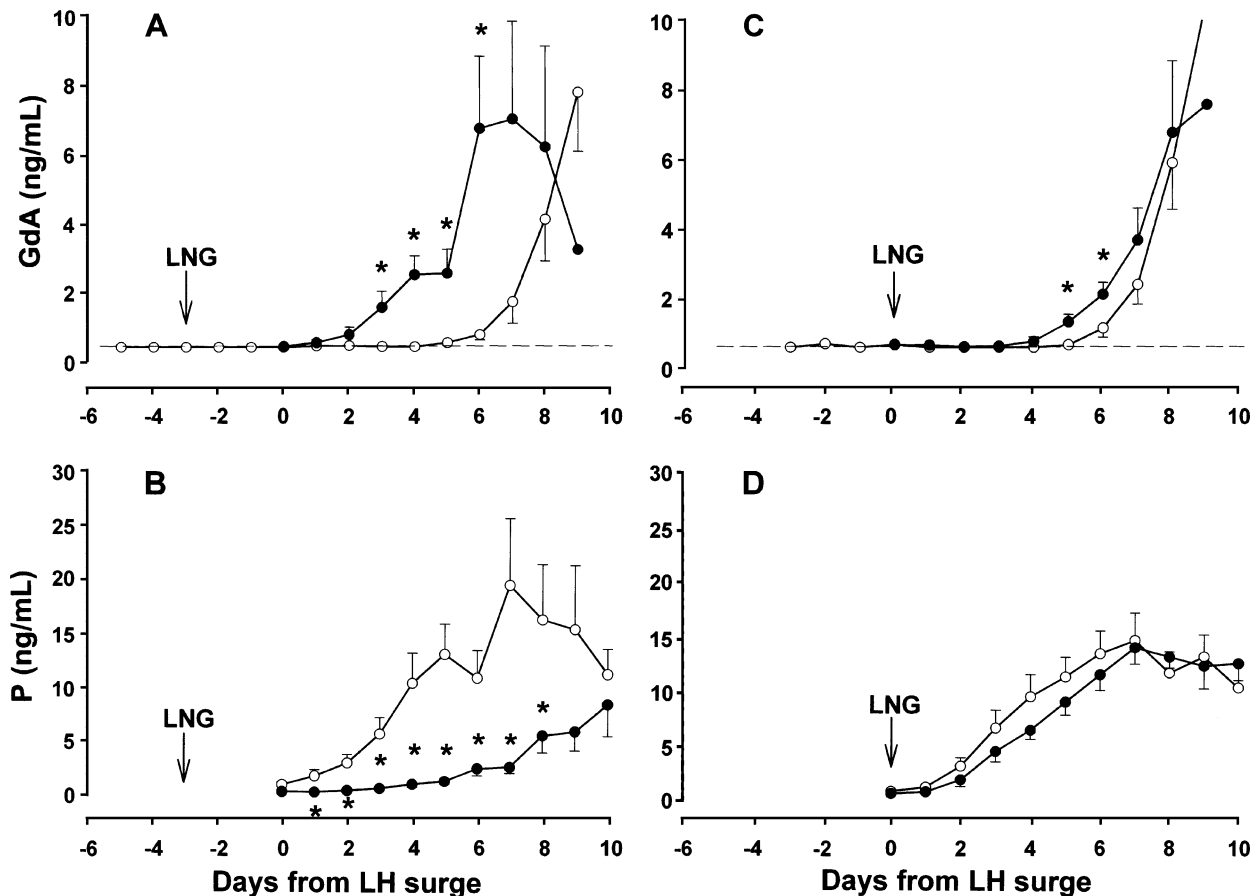 A
GdA (ng/mL)
10
8
6
4
2
0
LNG
* * * *
-6 -4 -2 0 2 4 6 8 10
C
10
8
6
4
2
0
LNG
* *
-6 -4 -2 0 2 4 6 8 10
B
P (ng/mL)
30
25
20
15
10
5
0
LNG
* * * * * * * *
-6 -4 -2 0 2 4 6 8 10
Days from LH surge
D
30
25
20
15
10
5
0
LNG
-6 -4 -2 0 2 4 6 8 10
Days from LH surge